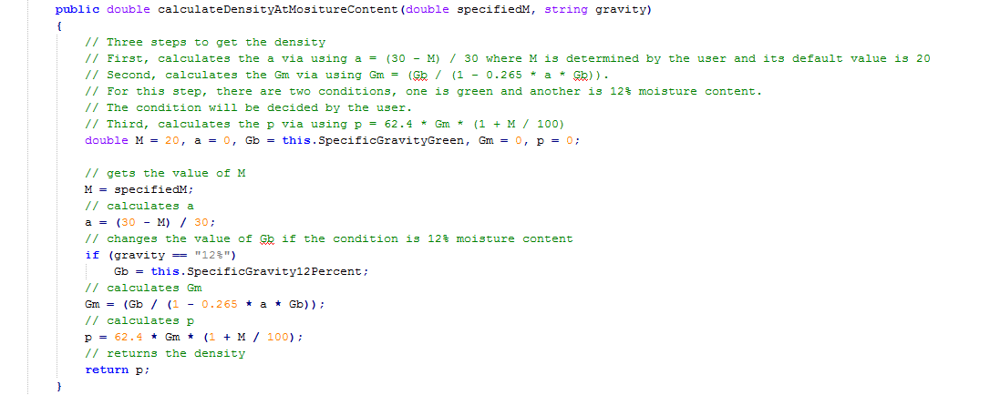 public double calculateDensityAtMositureContent(double specifiedM, string gravity)
{
// Three steps to get the density
// First, calculates the a via using a = (30 - M) / 30 where M is determined by the user and its default value is 20
// Second, calculates the Gm via using Gm = (Gb / (1 - 0.265 * a * Gb)).
// For this step, there are two conditions, one is green and another is 12% moisture content.
// The condition will be decided by the user.
// Third, calculates the p via using p = 62.4 * Gm * (1 + M / 100)
double M = 20, a = 0, Gb = this.SpecificGravityGreen, Gm = 0, p = 0;
// gets the value of M
M = specifiedM;
// calculates a
a = (30 - M) / 30;
// changes the value of Gb if the condition is 12% moisture content
if (gravity == "12%")
Gb = this.SpecificGravity12Percent;
// calculates Gm
Gm = (Gb / (1 - 0.265 * a * Gb));
// calculates p
p = 62.4 * Gm * (1 + M / 100);
// returns the density
return p;
}